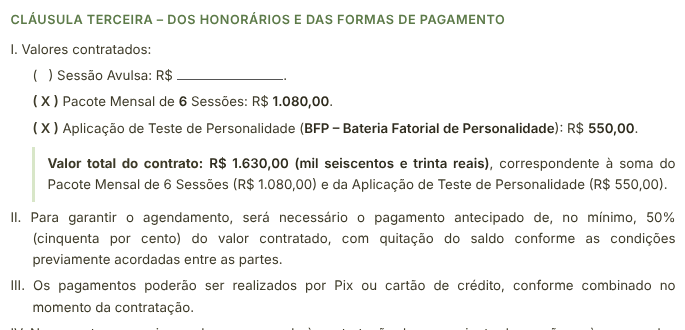 CLÁUSULA TERCEIRA – DOS HONORÁRIOS E DAS FORMAS DE PAGAMENTO
I. Valores contratados:
( ) Sessão Avulsa: R$ _______________.
( X ) Pacote Mensal de 6 Sessões: R$ 1.080,00.
( X ) Aplicação de Teste de Personalidade (BFP – Bateria Fatorial de Personalidade): R$ 550,00.
Valor total do contrato: R$ 1.630,00 (mil seiscentos e trinta reais), correspondente à soma do
Pacote Mensal de 6 Sessões (R$ 1.080,00) e da Aplicação de Teste de Personalidade (R$ 550,00).
II. Para garantir o agendamento, será necessário o pagamento antecipado de, no mínimo, 50%
(cinquenta por cento) do valor contratado, com quitação do saldo conforme as condições
previamente acordadas entre as partes.
III. Os pagamentos poderão ser realizados por Pix ou cartão de crédito, conforme combinado no
momento da contratação.